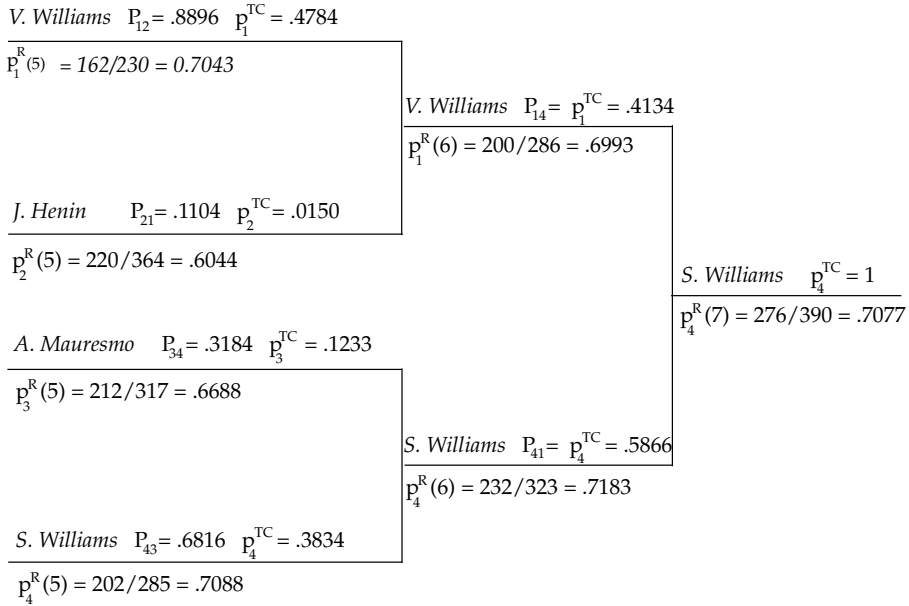 V. Williams P₁₂ = .8896 p₁ᵀᶜ = .4784
p₁ᴿ(5) = 162/230 = 0.7043
V. Williams P₁₄ = p₁ᵀᶜ = .4134
p₁ᴿ(6) = 200/286 = .6993
J. Henin P₂₁ = .1104 p₂ᵀᶜ = .0150
p₂ᴿ(5) = 220/364 = .6044
S. Williams p₄ᵀᶜ = 1
p₄ᴿ(7) = 276/390 = .7077
A. Mauresmo P₃₄ = .3184 p₃ᵀᶜ = .1233
p₃ᴿ(5) = 212/317 = .6688
S. Williams P₄₁ = p₄ᵀᶜ = .5866
p₄ᴿ(6) = 232/323 = .7183
S. Williams P₄₃ = .6816 p₄ᵀᶜ = .3834
p₄ᴿ(5) = 202/285 = .7088